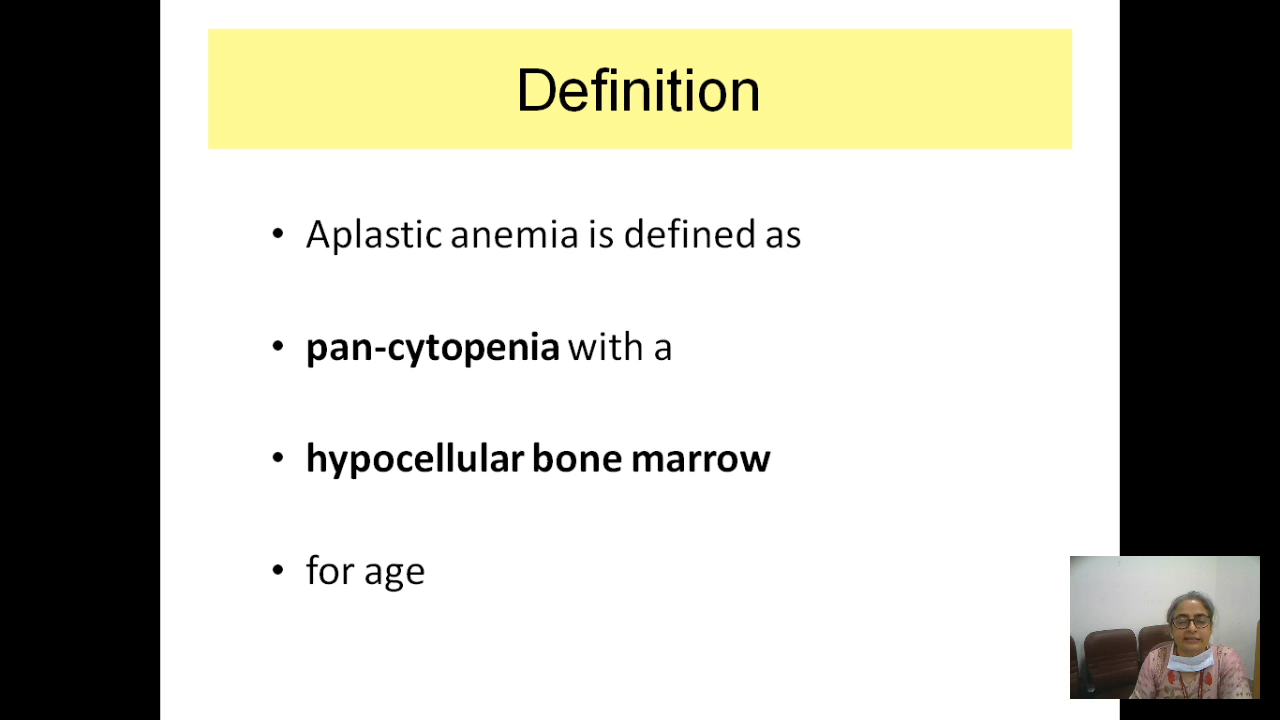 Definition
• Aplastic anemia is defined as
• pan-cytopenia with a
• hypocellular bone marrow
• for age